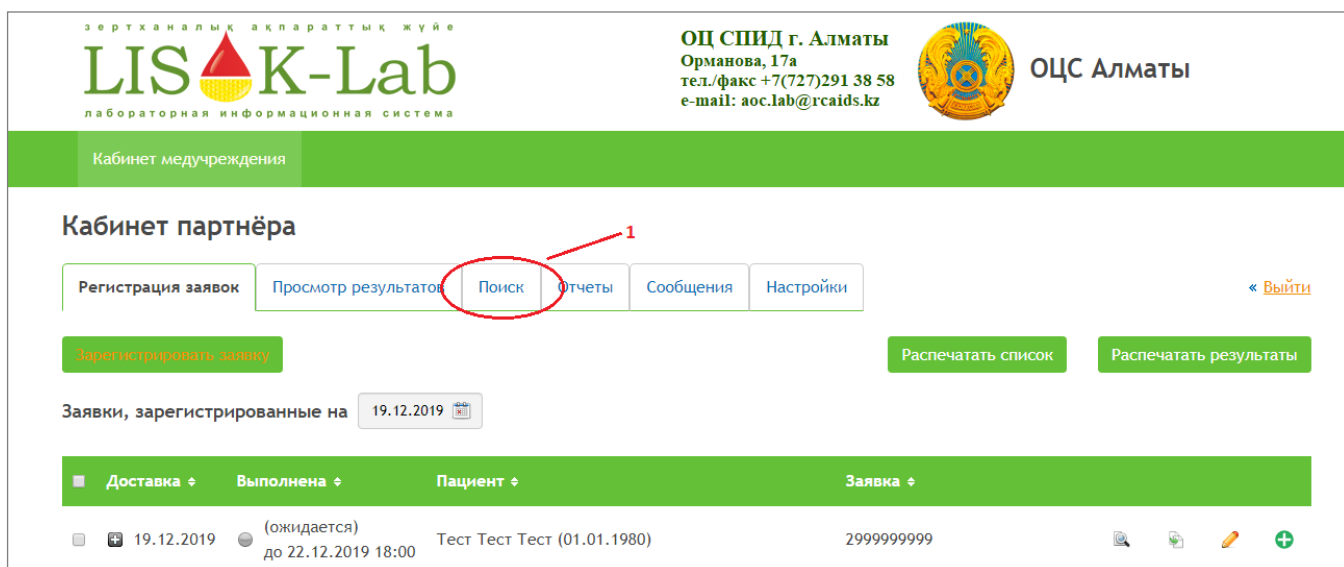 зертханалық ақпараттық жүйе
LIS K-Lab
лабораторная информационная система
ОЦ СПИД г. Алматы
Орманова, 17а
тел./факс +7(727)291 38 58
e-mail: aoc.lab@rcaids.kz
ОЦС Алматы
Кабинет медучреждения
Кабинет партнёра
1
Регистрация заявок Просмотр результатов Поиск Отчеты Сообщения Настройки « Выйти
Зарегистрировать заявку Распечатать список Распечатать результаты
Заявки, зарегистрированные на 19.12.2019
Доставка Выполнена Пациент Заявка
19.12.2019 (ожидается) до 22.12.2019 18:00 Тест Тест Тест (01.01.1980) 2999999999